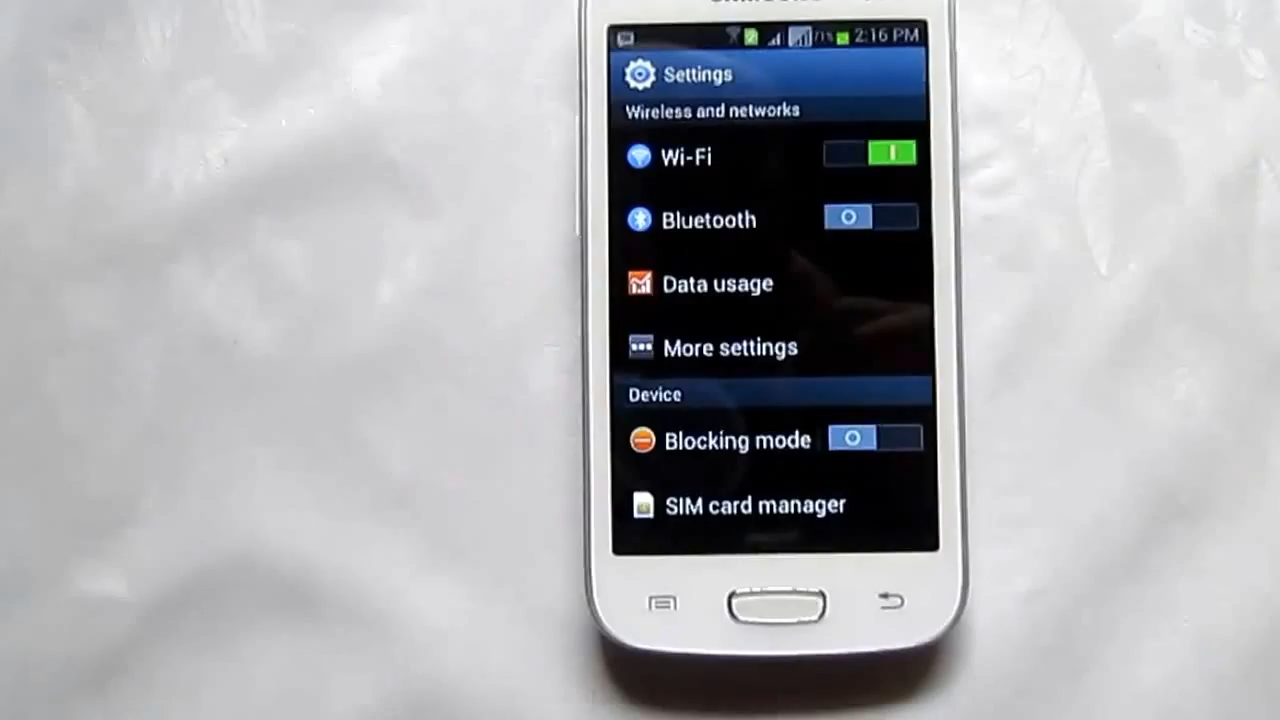 2:16 PM
Settings
Wireless and networks
Wi-Fi
Bluetooth
Data usage
More settings
Device
Blocking mode
SIM card manager